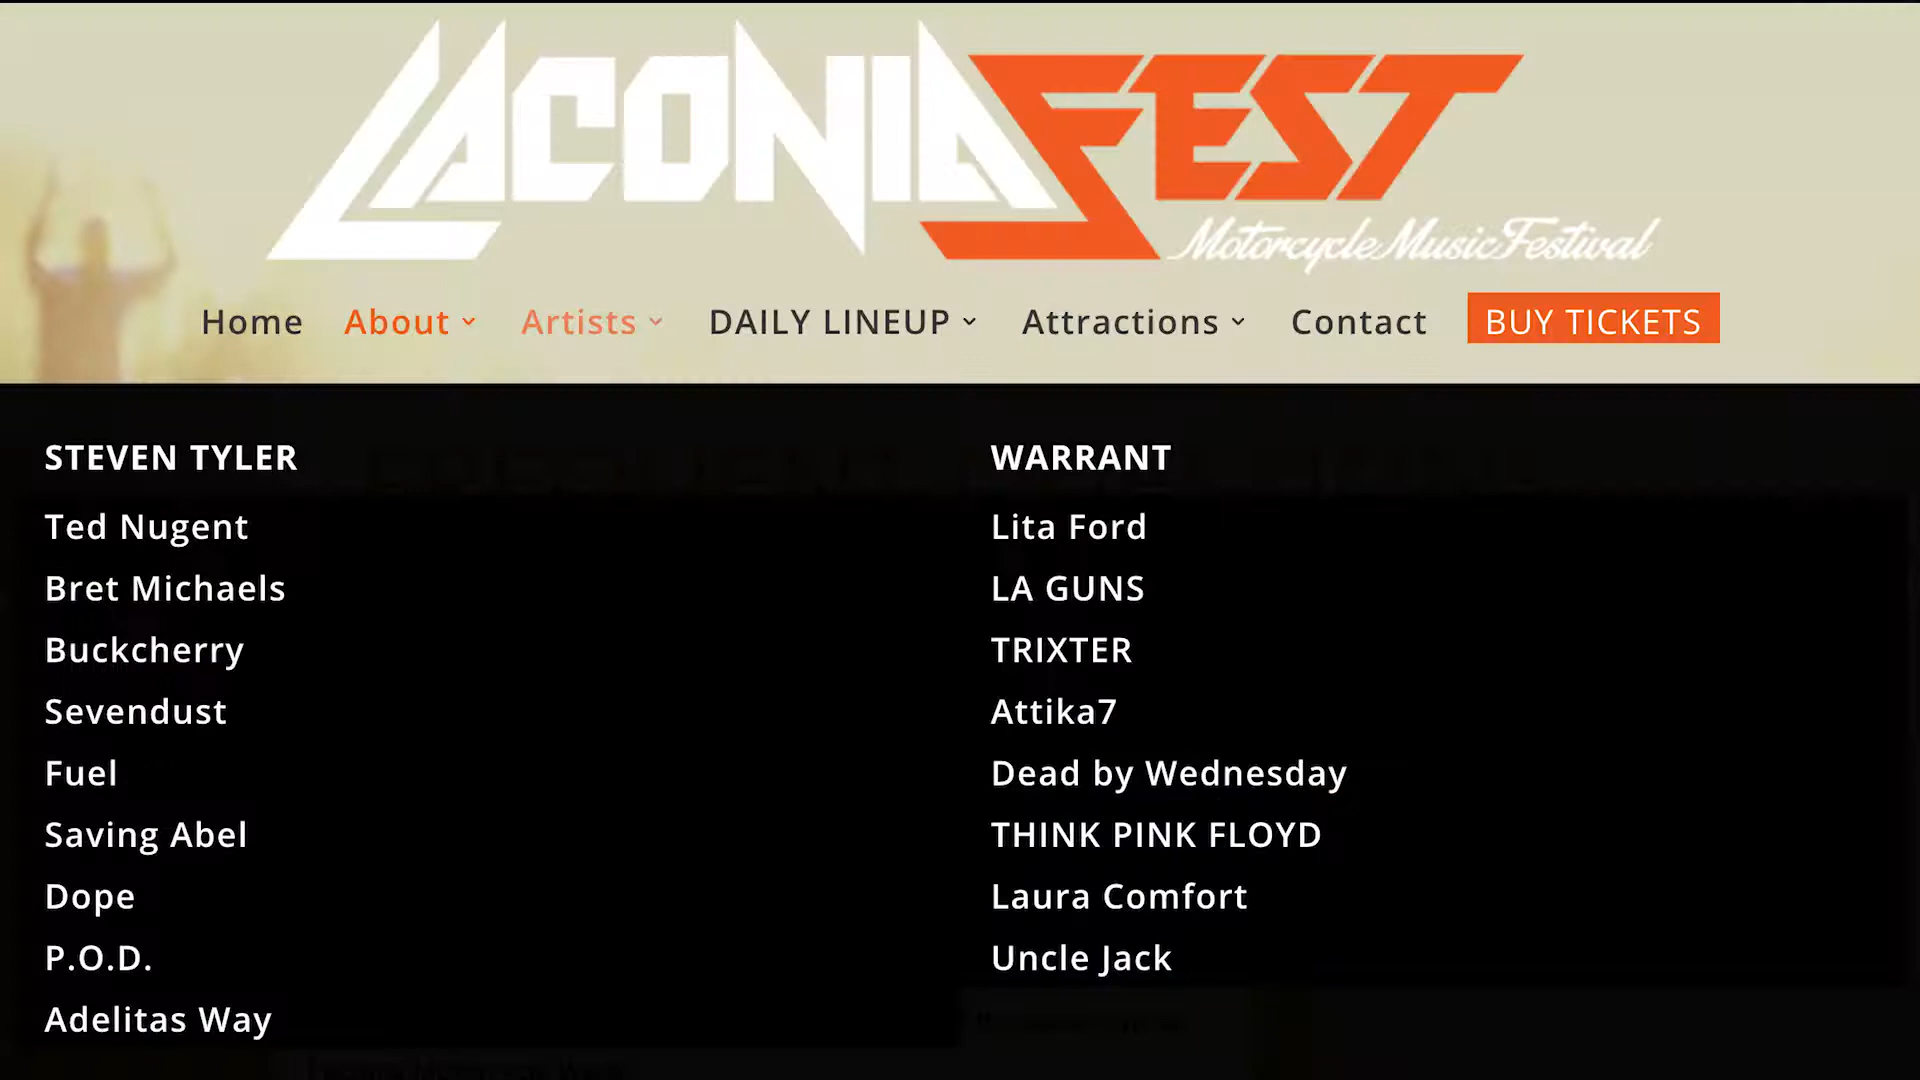 LACONIA FEST
Motorcycle Music Festival
Home About Artists DAILY LINEUP Attractions Contact BUY TICKETS
STEVEN TYLER
Ted Nugent
Bret Michaels
Buckcherry
Sevendust
Fuel
Saving Abel
Dope
P.O.D.
Adelitas Way
WARRANT
Lita Ford
LA GUNS
TRIXTER
Attika7
Dead by Wednesday
THINK PINK FLOYD
Laura Comfort
Uncle Jack